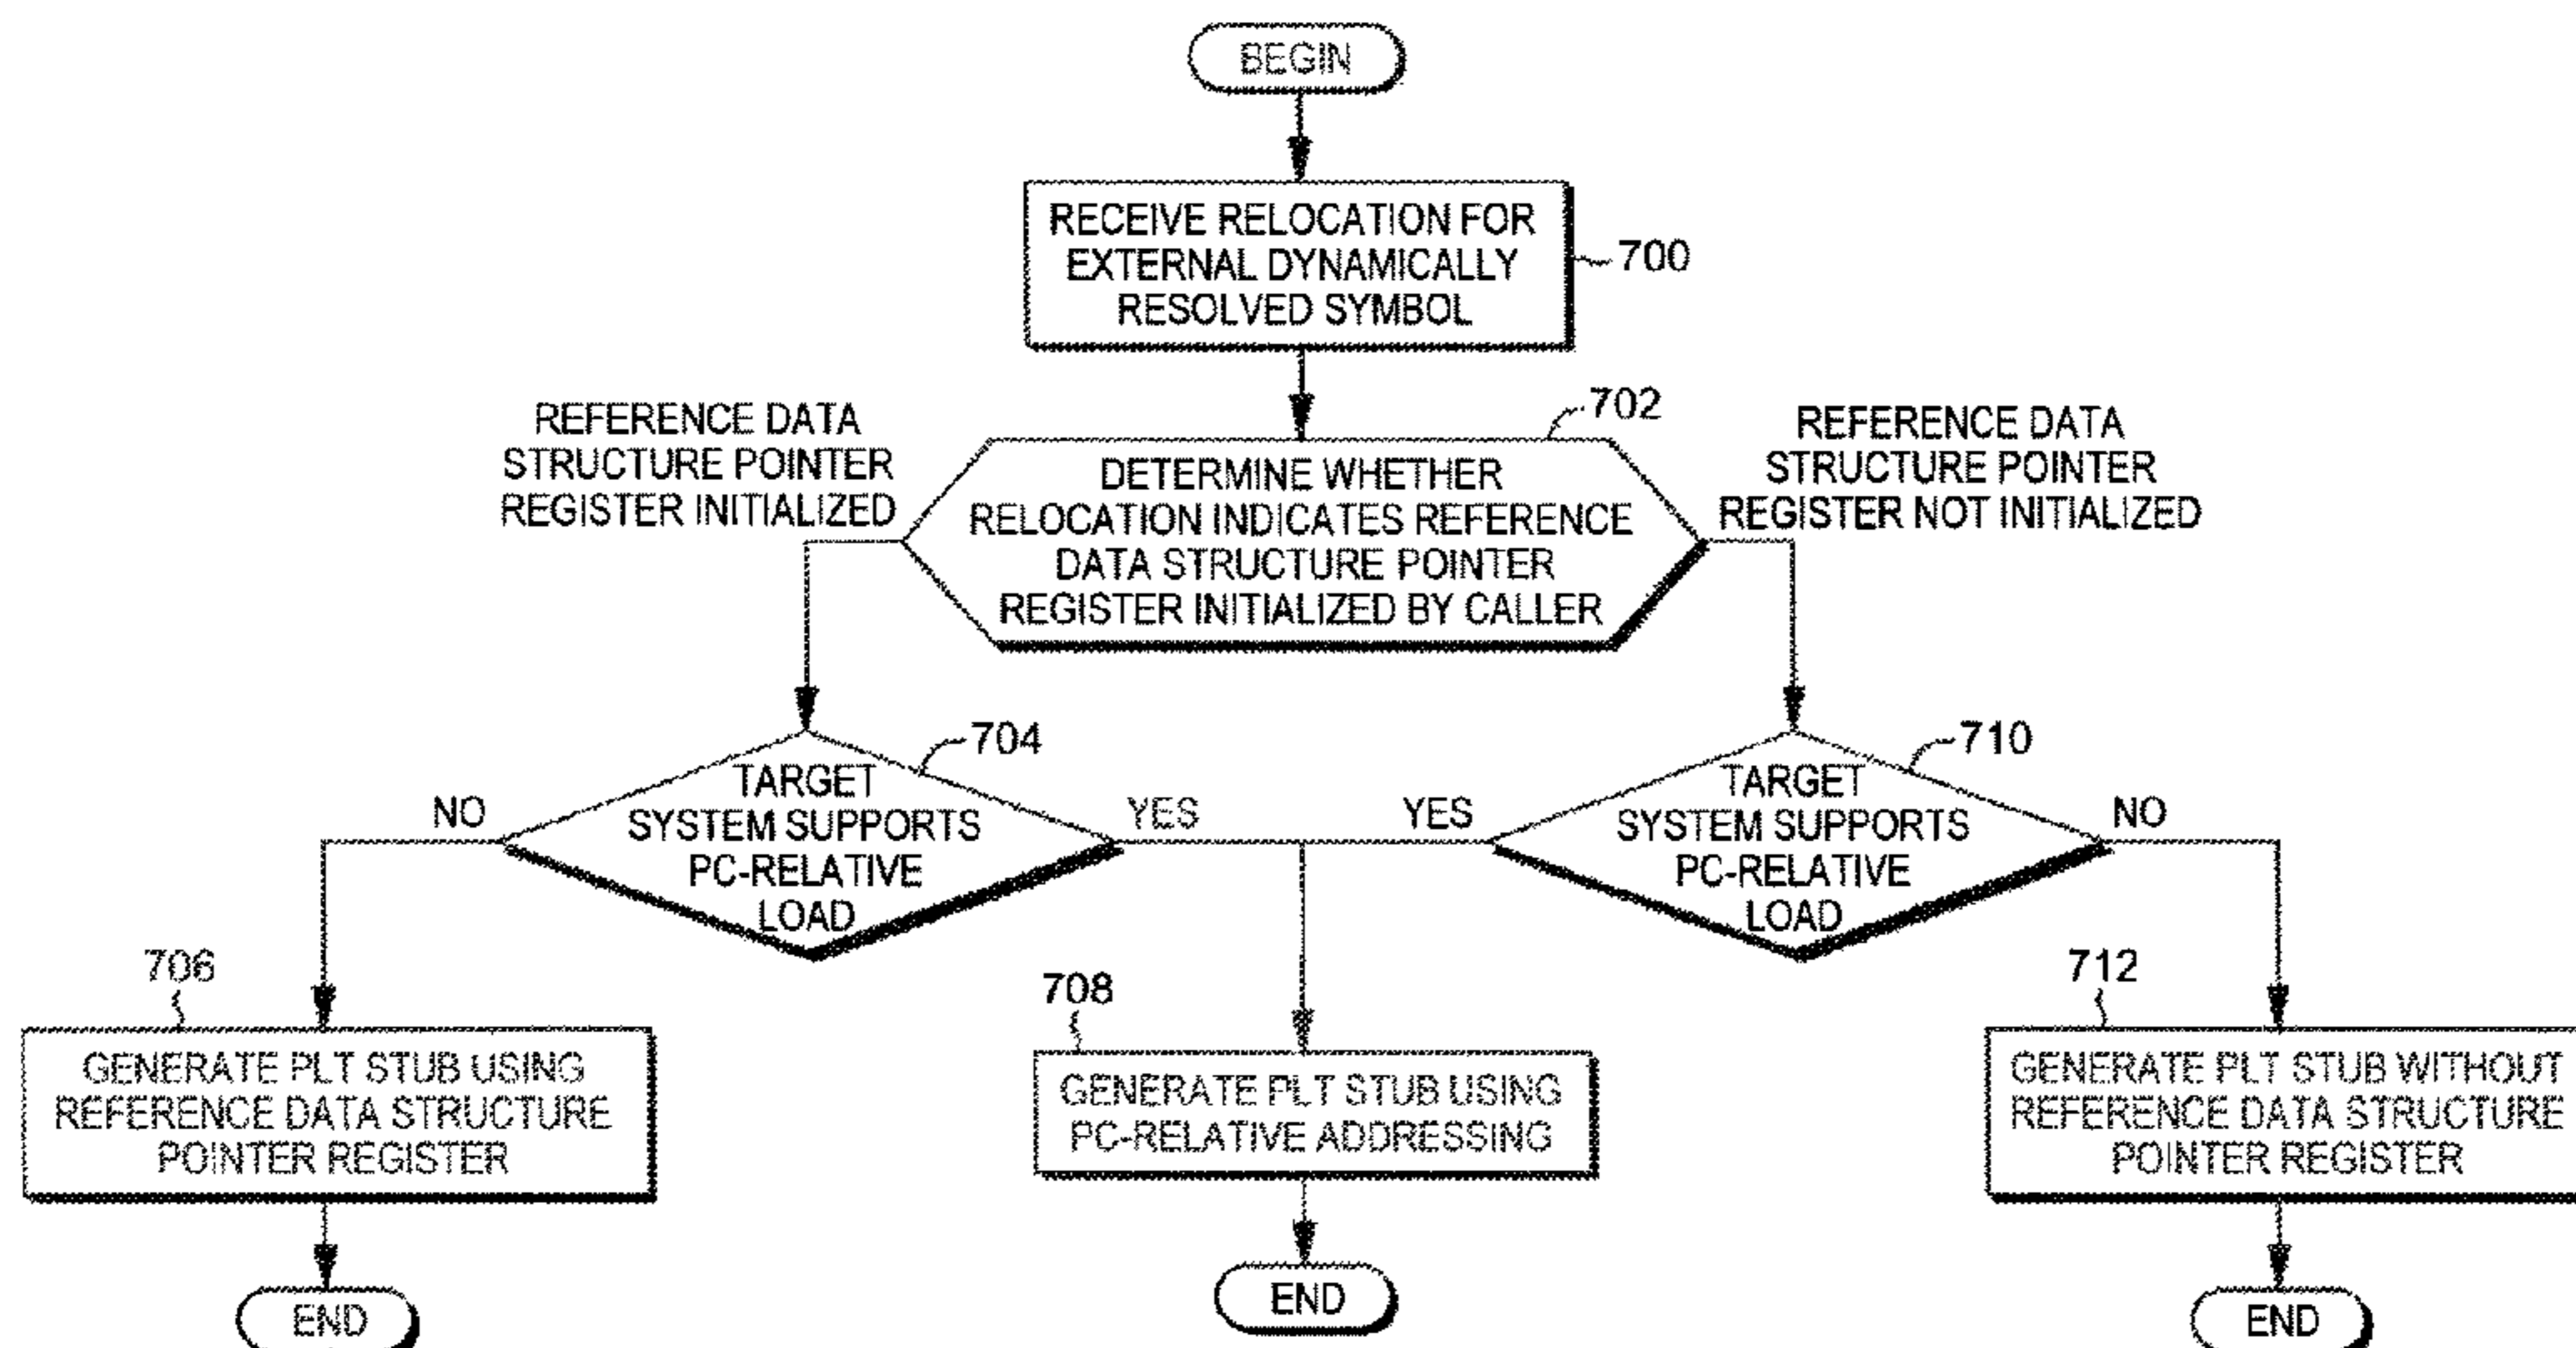 BEGIN
RECEIVE RELOCATION FOR
EXTERNAL DYNAMICALLY
RESOLVED SYMBOL
700
702
REFERENCE DATA
STRUCTURE POINTER
REGISTER INITIALIZED
DETERMINE WHETHER
RELOCATION INDICATES REFERENCE
DATA STRUCTURE POINTER
REGISTER INITIALIZED BY CALLER
REFERENCE DATA
STRUCTURE POINTER
REGISTER NOT INITIALIZED
704
TARGET
SYSTEM SUPPORTS
PC-RELATIVE
LOAD
NO
YES
710
TARGET
SYSTEM SUPPORTS
PC-RELATIVE
LOAD
YES
NO
706
GENERATE PLT STUB USING
REFERENCE DATA STRUCTURE
POINTER REGISTER
END
708
GENERATE PLT STUB USING
PC-RELATIVE ADDRESSING
END
712
GENERATE PLT STUB WITHOUT
REFERENCE DATA STRUCTURE
POINTER REGISTER
END